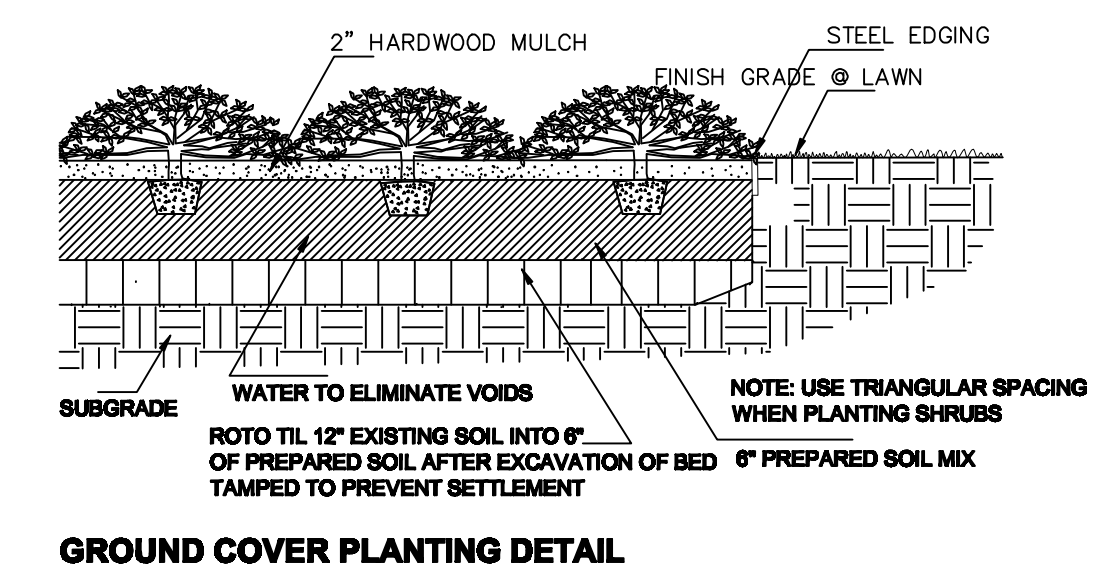 STEEL EDGING
2” HARDWOOD MULCH
FINISH GRADE @ LAWN
SUBGRADE
WATER TO ELIMINATE VOIDS
NOTE: USE TRIANGULAR SPACING
WHEN PLANTING SHRUBS
ROTO TIL 12" EXISTING SOIL INTO 6"
OF PREPARED SOIL AFTER EXCAVATION OF BED
TAMPED TO PREVENT SETTLEMENT
6" PREPARED SOIL MIX
GROUND COVER PLANTING DETAIL